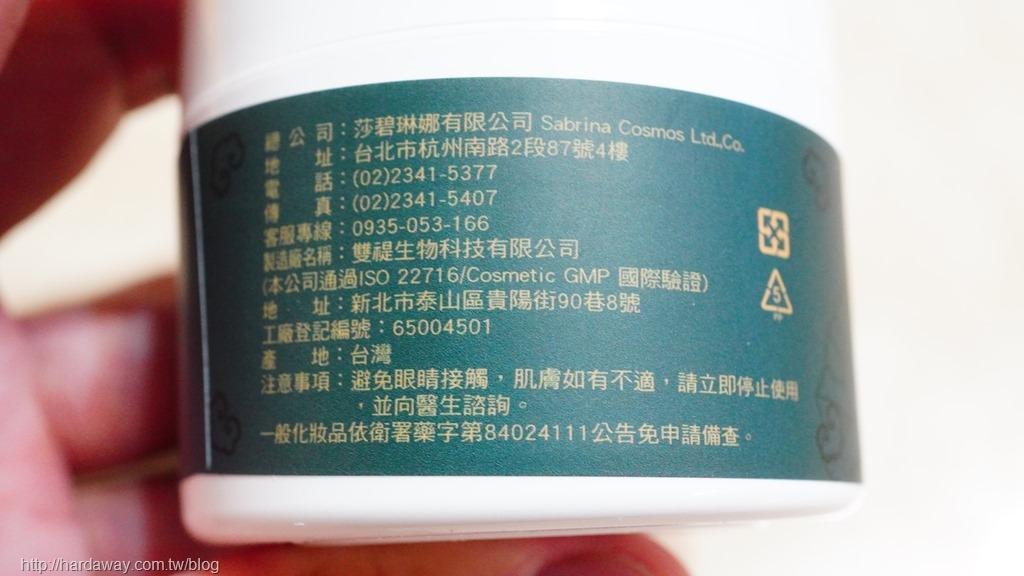 總公司：莎碧琳娜有限公司 Sabrina Cosmos Ltd.,Co.
地址：台北市杭州南路2段87號4樓
電話：(02)2341-5377
傳真：(02)2341-5407
客服專線：0935-053-166
製造廠名稱：雙禔生物科技有限公司
(本公司通過ISO 22716/Cosmetic GMP 國際驗證)
地址：新北市泰山區貴陽街90巷8號
工廠登記編號：65004501
產地：台灣
注意事項：避免眼睛接觸，肌膚如有不適，請立即停止使用
，並向醫生諮詢。
一般化妝品依衛署藥字第84024111公告免申請備查。
5
PP
http://hardaway.com.tw/blog